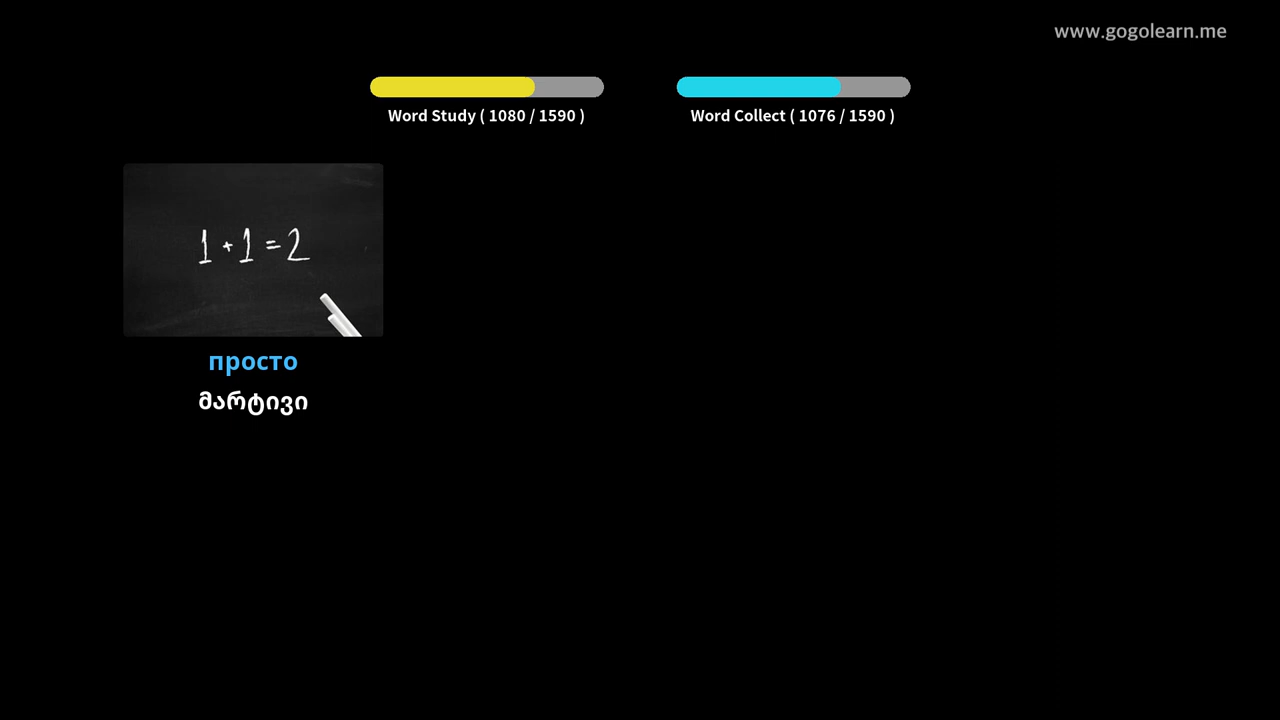 www.gogolearn.me
Word Study ( 1080 / 1590 )
Word Collect ( 1076 / 1590 )
1 + 1 = 2
просто
მარტივი